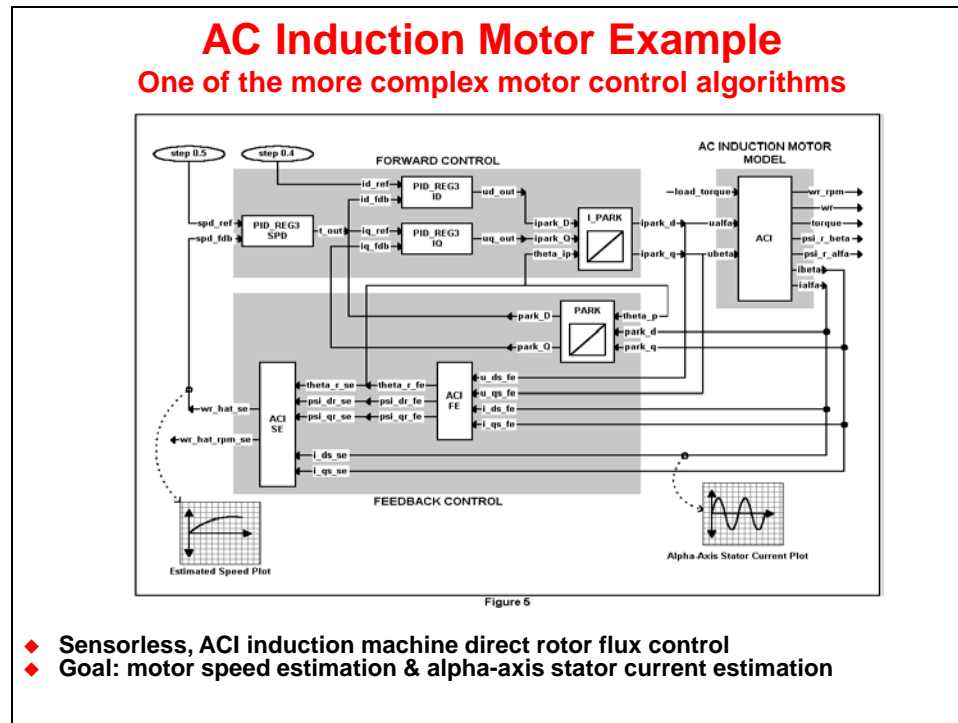 AC Induction Motor Example
One of the more complex motor control algorithms
step 0.5
step 0.4
FORWARD CONTROL
AC INDUCTION MOTOR
MODEL
id_ref
id_fdb
PID_REG3
ID
ud_out
load_torque
wr_rpm
wr
spd_ref
spd_fdb
PID_REG3
SPD
t_out
iq_ref
iq_fdb
PID_REG3
IQ
uq_out
ipark_D
ipark_Q
theta_ip
I_PARK
ipark_d
ipark_q
ualfa
ubeta
ACI
torque
psi_r_beta
psi_r_alfa
ibeta
ialfa
park_D
park_Q
PARK
theta_p
park_d
park_q
wr_hat_se
wr_hat_rpm_se
ACI
SE
theta_r_se
psi_dr_se
psi_qr_se
theta_r_fe
psi_dr_fe
psi_qr_fe
ACI
FE
u_ds_fe
u_qs_fe
i_ds_fe
i_qs_fe
i_ds_se
i_qs_se
FEEDBACK CONTROL
Estimated Speed Plot
Alpha-Axis Stator Current Plot
Figure 5
Sensorless, ACI induction machine direct rotor flux control
Goal: motor speed estimation & alpha-axis stator current estimation